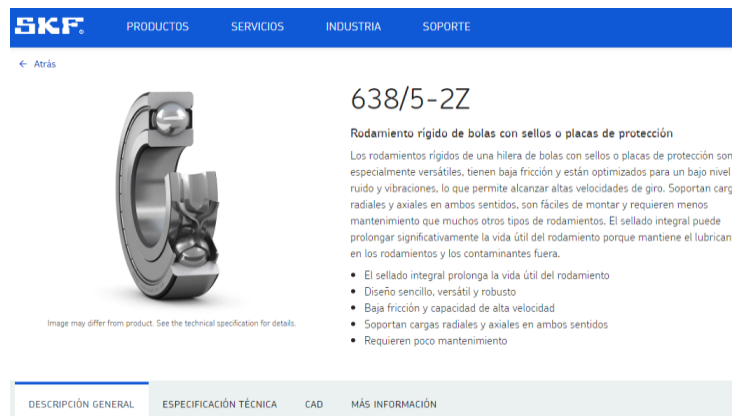 SKF
PRODUCTOS SERVICIOS INDUSTRIA SOPORTE
← Atrás
638/5-2Z
Rodamiento rígido de bolas con sellos o placas de protección
Los rodamientos rígidos de una hilera de bolas con sellos o placas de protección son
especialmente versátiles, tienen baja fricción y están optimizados para un bajo nivel
ruido y vibraciones, lo que permite alcanzar altas velocidades de giro. Soportan carg
radiales y axiales en ambos sentidos, son fáciles de montar y requieren menos
mantenimiento que muchos otros tipos de rodamientos. El sellado integral puede
prolongar significativamente la vida útil del rodamiento porque mantiene el lubrican
en los rodamientos y los contaminantes fuera.
• El sellado integral prolonga la vida útil del rodamiento
• Diseño sencillo, versátil y robusto
• Baja fricción y capacidad de alta velocidad
• Soportan cargas radiales y axiales en ambos sentidos
• Requieren poco mantenimiento
Image may differ from product. See the technical specification for details.
DESCRIPCIÓN GENERAL ESPECIFICACIÓN TÉCNICA CAD MÁS INFORMACIÓN